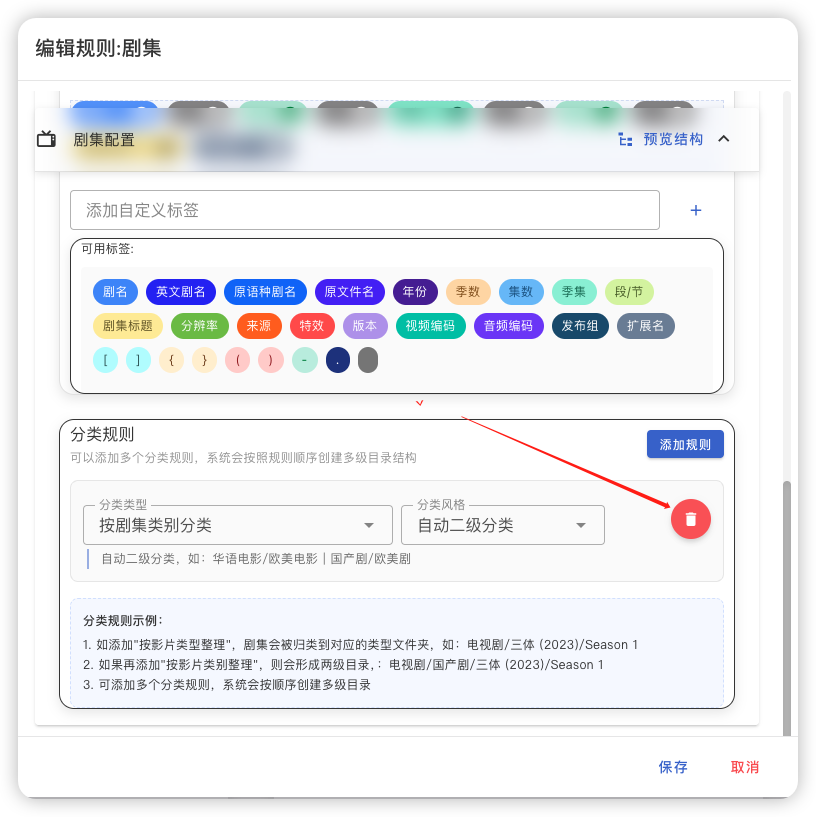 编辑规则:剧集
剧集配置
预览结构
添加自定义标签
+
可用标签:
剧名 英文剧名 原语种剧名 原文件名 年份 季数 集数 季集 段/节
剧集标题 分辨率 来源 特效 版本 视频编码 音频编码 发布组 扩展名
[ ] { } ( ) - .
分类规则
添加规则
可以添加多个分类规则，系统会按照规则顺序创建多级目录结构
分类类型
按剧集类别分类
分类风格
自动二级分类
自动二级分类，如：华语电影/欧美电影 | 国产剧/欧美剧
分类规则示例：
1. 如添加"按影片类型整理"，剧集会被归类到对应的类型文件夹，如：电视剧/三体 (2023)/Season 1
2. 如果再添加"按影片类别整理"，则会形成两级目录，：电视剧/国产剧/三体 (2023)/Season 1
3. 可添加多个分类规则，系统会按顺序创建多级目录
保存
取消